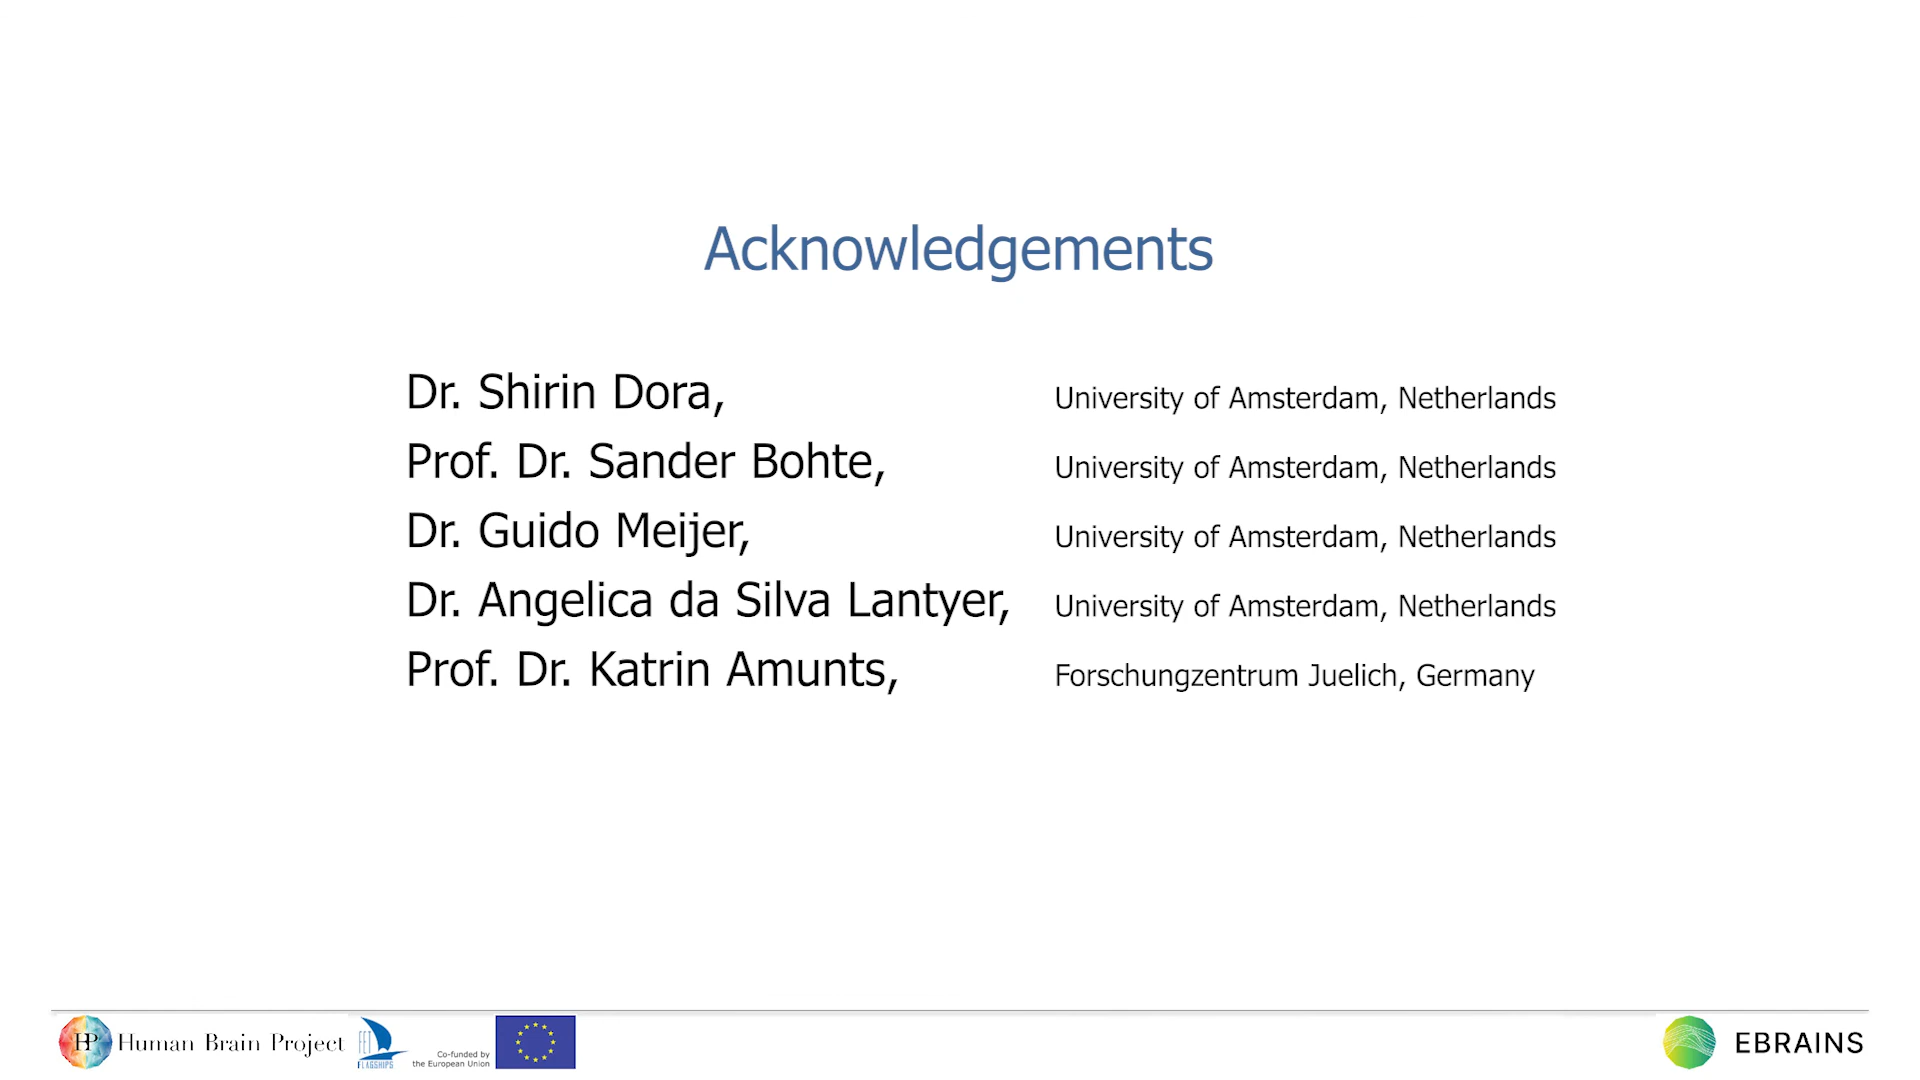 Acknowledgements
Dr. Shirin Dora, University of Amsterdam, Netherlands
Prof. Dr. Sander Bohte, University of Amsterdam, Netherlands
Dr. Guido Meijer, University of Amsterdam, Netherlands
Dr. Angelica da Silva Lantyer, University of Amsterdam, Netherlands
Prof. Dr. Katrin Amunts, Forschungzentrum Juelich, Germany
HP Human Brain Project
FET
FLAGSHIPS
Co-funded by
the European Union
EBRAINS